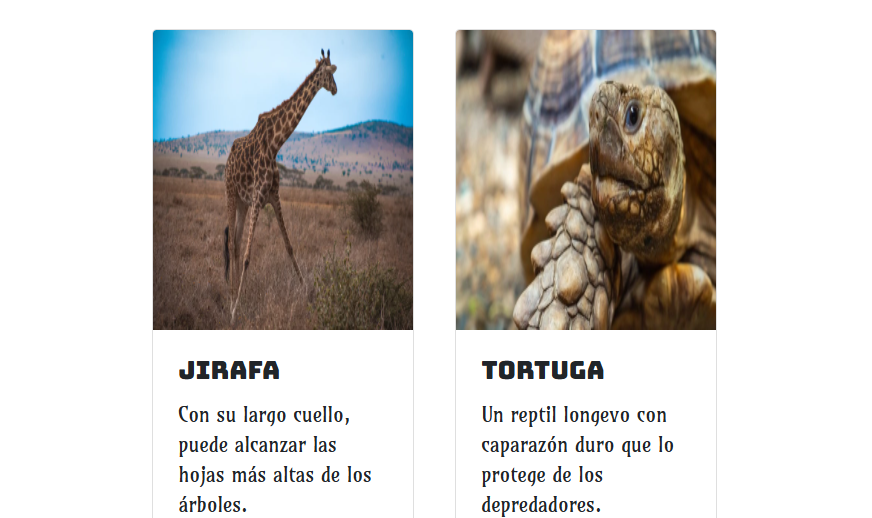 JIRAFA
Con su largo cuello,
puede alcanzar las
hojas más altas de los
árboles.
TORTUGA
Un reptil longevo con
caparazón duro que lo
protege de los
depredadores.